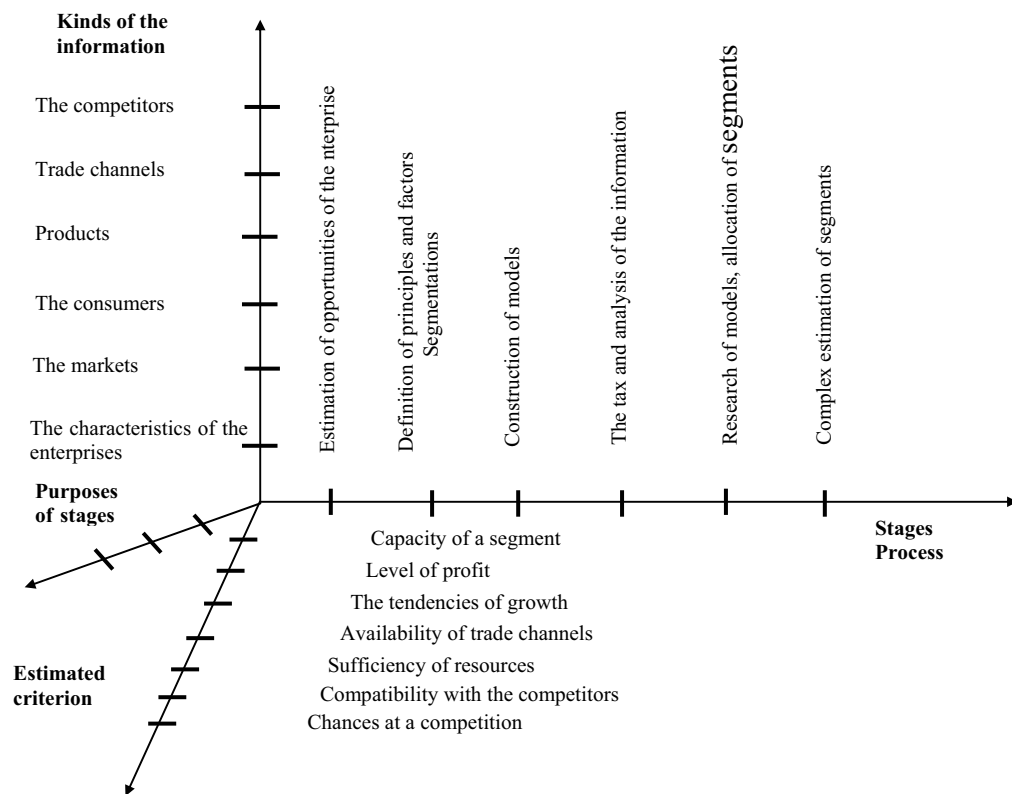 Kinds of the
information
The competitors
Trade channels
Products
The consumers
The markets
The characteristics of the
enterprises
Estimation of opportunities of the nterprise
Definition of principles and factors
Segmentations
Construction of models
The tax and analysis of the information
Research of models, allocation of segments
Complex estimation of segments
Purposes
of stages
Stages
Process
Capacity of a segment
Level of profit
The tendencies of growth
Availability of trade channels
Sufficiency of resources
Compatibility with the competitors
Chances at a competition
Estimated
criterion